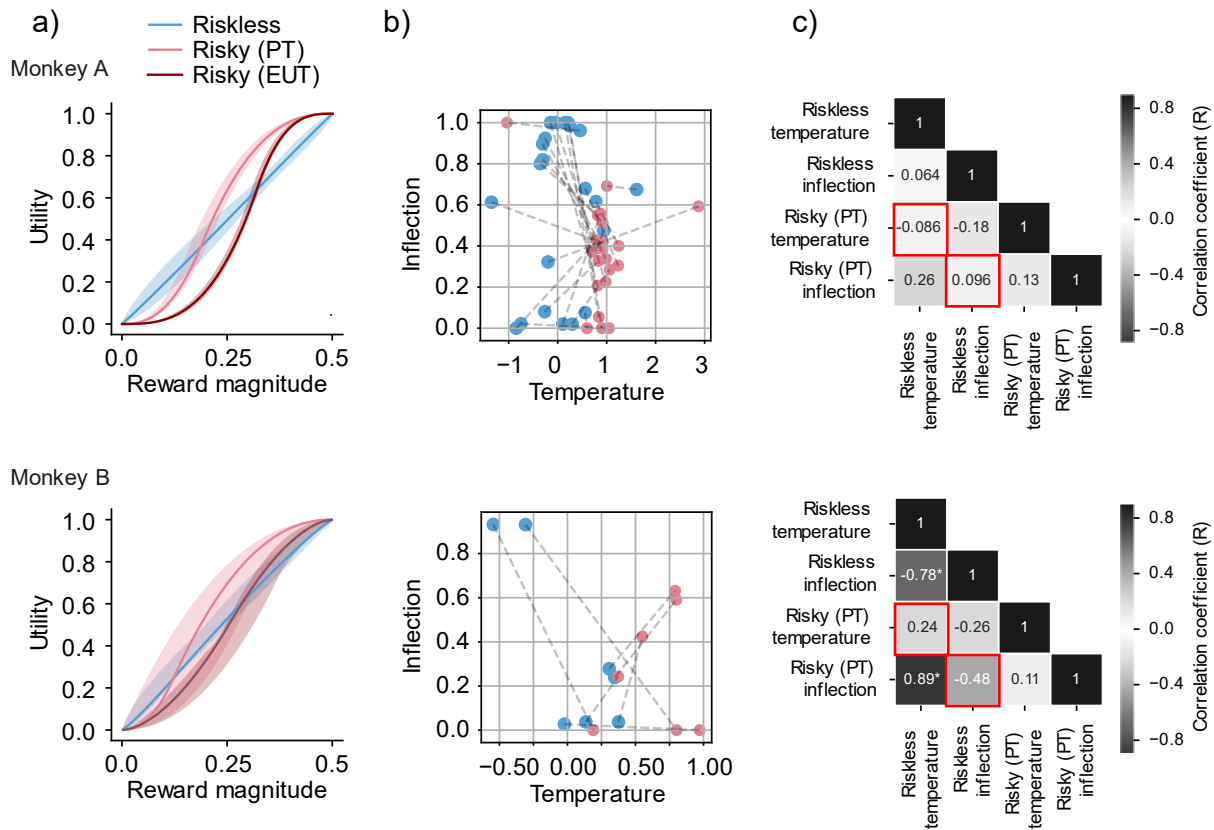 a)
Riskless
Risky (PT)
Risky (EUT)
b)
c)
Monkey A
1.0
0.8
0.6
0.4
0.2
0.0
Utility
0.0
0.25
0.5
Reward magnitude
1.0
0.8
0.6
0.4
0.2
0.0
Inflection
−1
0
1
2
3
Temperature
Riskless
temperature
Riskless
inflection
Risky (PT)
temperature
Risky (PT)
inflection
1
0.064
1
-0.086
-0.18
1
0.26
0.096
0.13
1
Riskless
temperature
Riskless
inflection
Risky (PT)
temperature
Risky (PT)
inflection
0.8
0.4
0.0
−0.4
−0.8
Correlation coefficient (R)
Monkey B
1.0
0.8
0.6
0.4
0.2
0.0
Utility
0.0
0.25
0.5
Reward magnitude
0.8
0.6
0.4
0.2
0.0
Inflection
−0.50
0.00
0.50
1.00
Temperature
Riskless
temperature
Riskless
inflection
Risky (PT)
temperature
Risky (PT)
inflection
1
-0.78*
1
0.24
-0.26
1
0.89*
-0.48
0.11
1
Riskless
temperature
Riskless
inflection
Risky (PT)
temperature
Risky (PT)
inflection
0.8
0.4
0.0
−0.4
−0.8
Correlation coefficient (R)